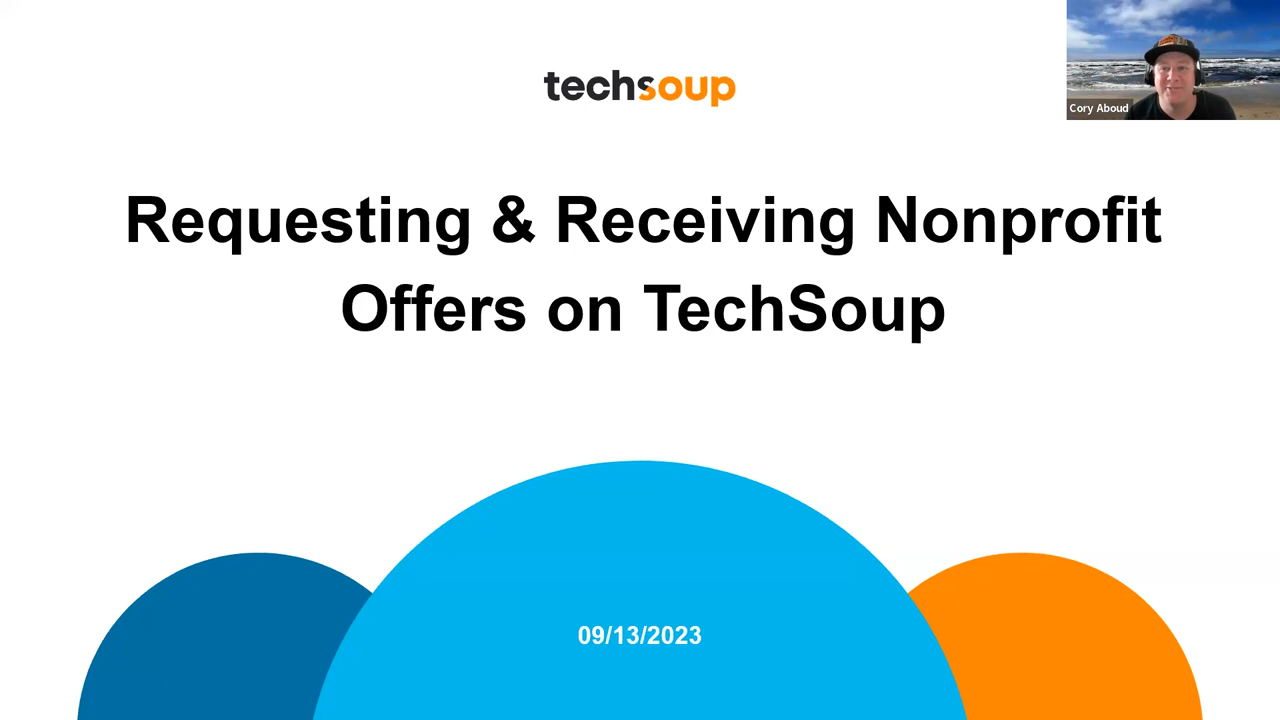 techsoup
Cory Aboud
Requesting & Receiving Nonprofit
Offers on TechSoup
09/13/2023